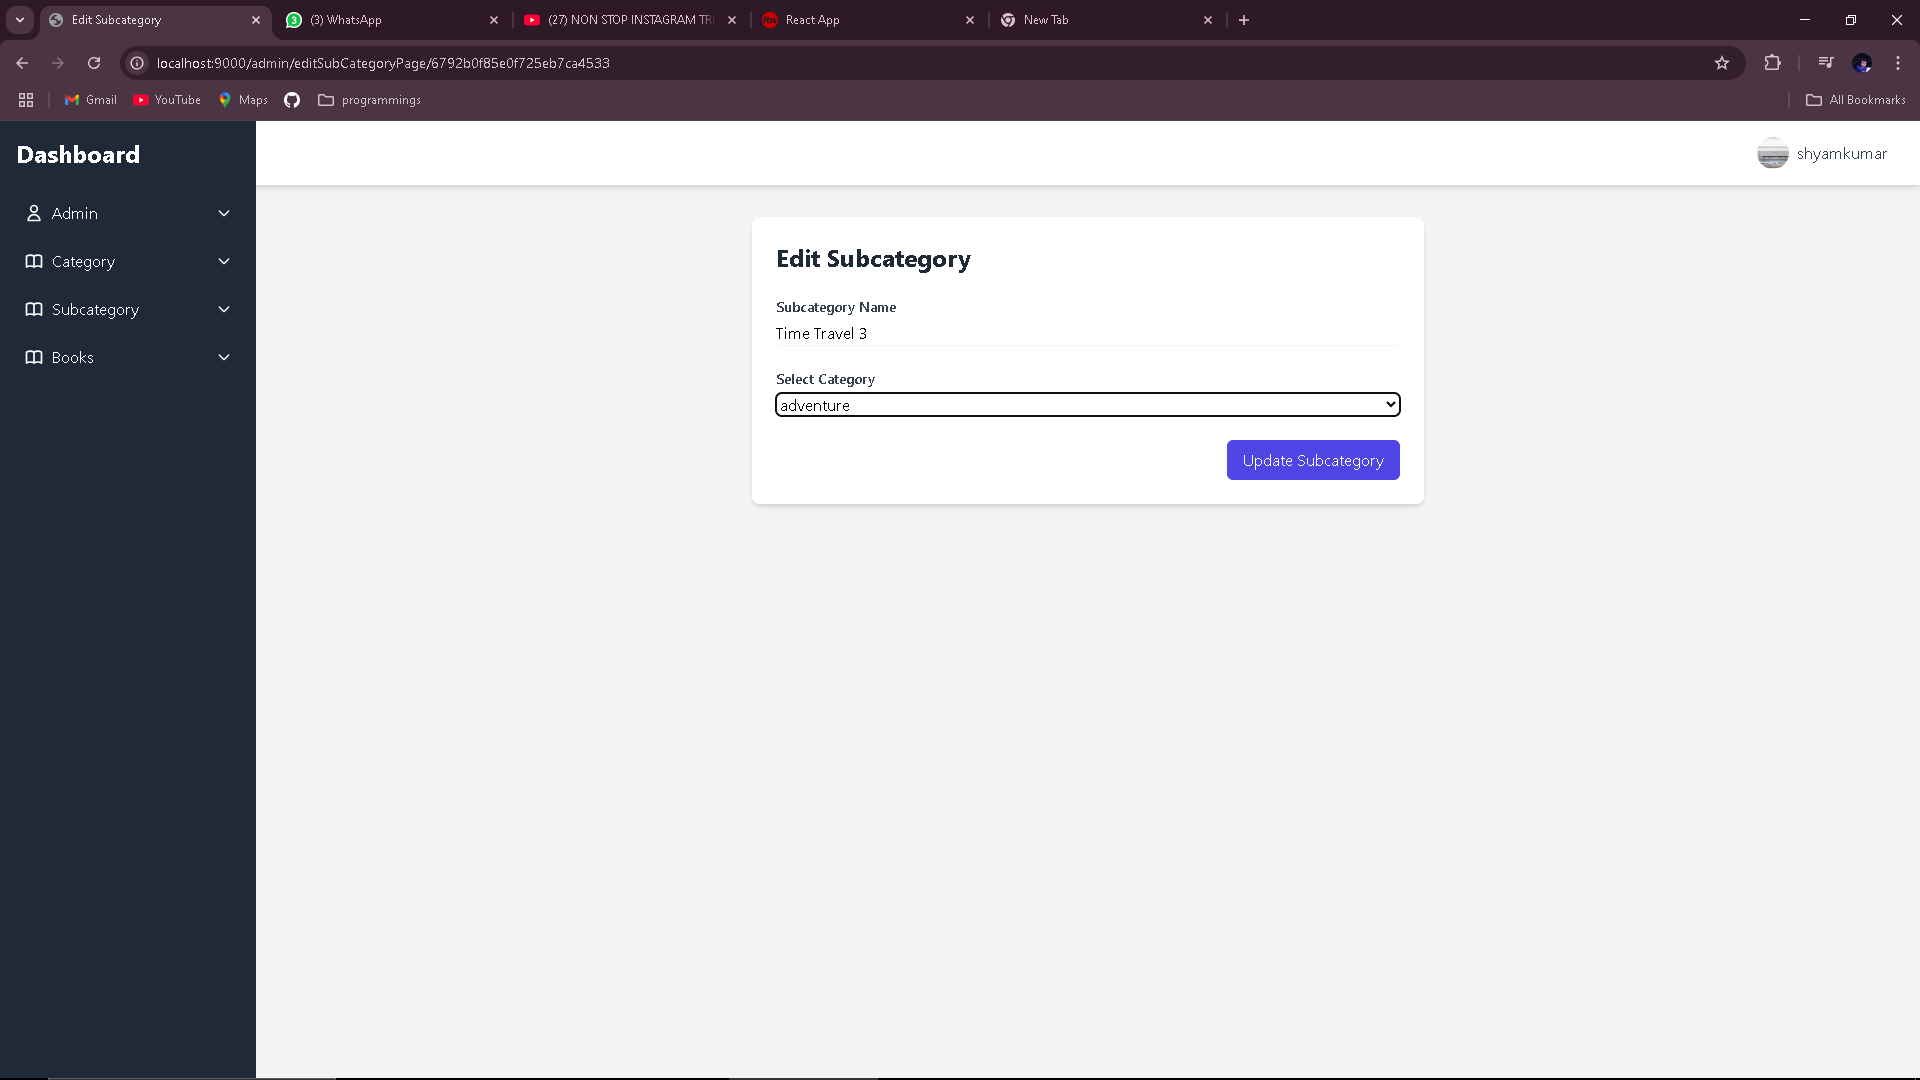 Edit Subcategory
(3) WhatsApp
(27) NON STOP INSTAGRAM TR
React App
New Tab
localhost:9000/admin/editSubCategoryPage/6792b0f85e0f725eb7ca4533
Gmail
YouTube
Maps
programmings
All Bookmarks
Dashboard
shyamkumar
Admin
Category
Subcategory
Books
Edit Subcategory
Subcategory Name
Time Travel 3
Select Category
adventure
Update Subcategory